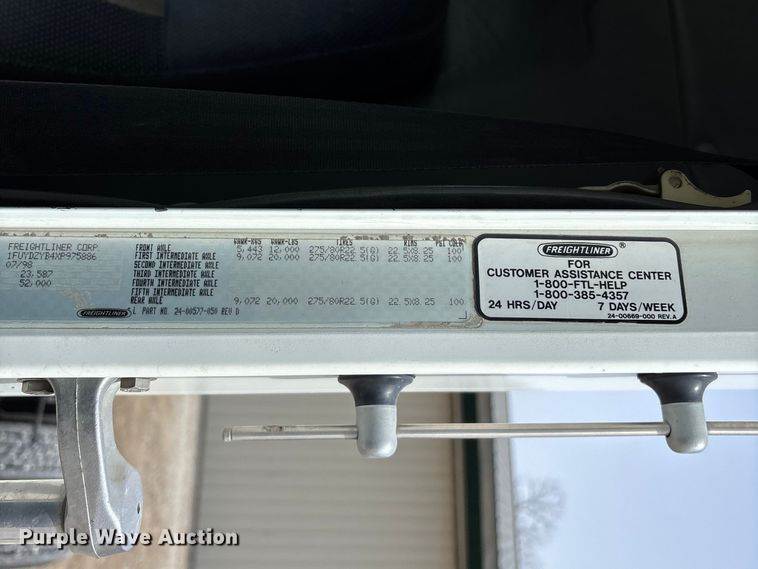 FREIGHTLINER CORP.
1FUYDZYB4XP975886
07/98
23,587
52,000
FREIGHTLINER
GAWR-KGS GAWR-LBS TIRES RIMS PSI COLD
FRONT AXLE 5,443 12,000 275/80R22.5(G) 22.5X8.25 100
FIRST INTERMEDIATE AXLE 9,072 20,000 275/80R22.5(G) 22.5X8.25 100
SECOND INTERMEDIATE AXLE
THIRD INTERMEDIATE AXLE
FOURTH INTERMEDIATE AXLE
FIFTH INTERMEDIATE AXLE
REAR AXLE 9,072 20,000 275/80R22.5(G) 22.5X8.25 100
PART NO. 24-00577-050 REV D
FREIGHTLINER ®
FOR
CUSTOMER ASSISTANCE CENTER
1-800-FTL-HELP
1-800-385-4357
24 HRS/DAY 7 DAYS/WEEK
24-00669-000 REV.A
Purple Wave Auction